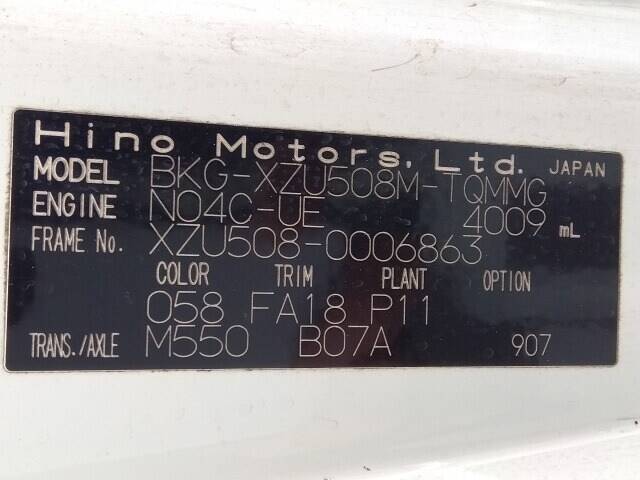 Hino Motors, Ltd. JAPAN
MODEL BKG-XZU508M-TQMMG
ENGINE N04C-UE 4009 mL
FRAME No. XZU508-0006863
COLOR TRIM PLANT OPTION
058 FA18 P11
TRANS./AXLE M550 B07A 907